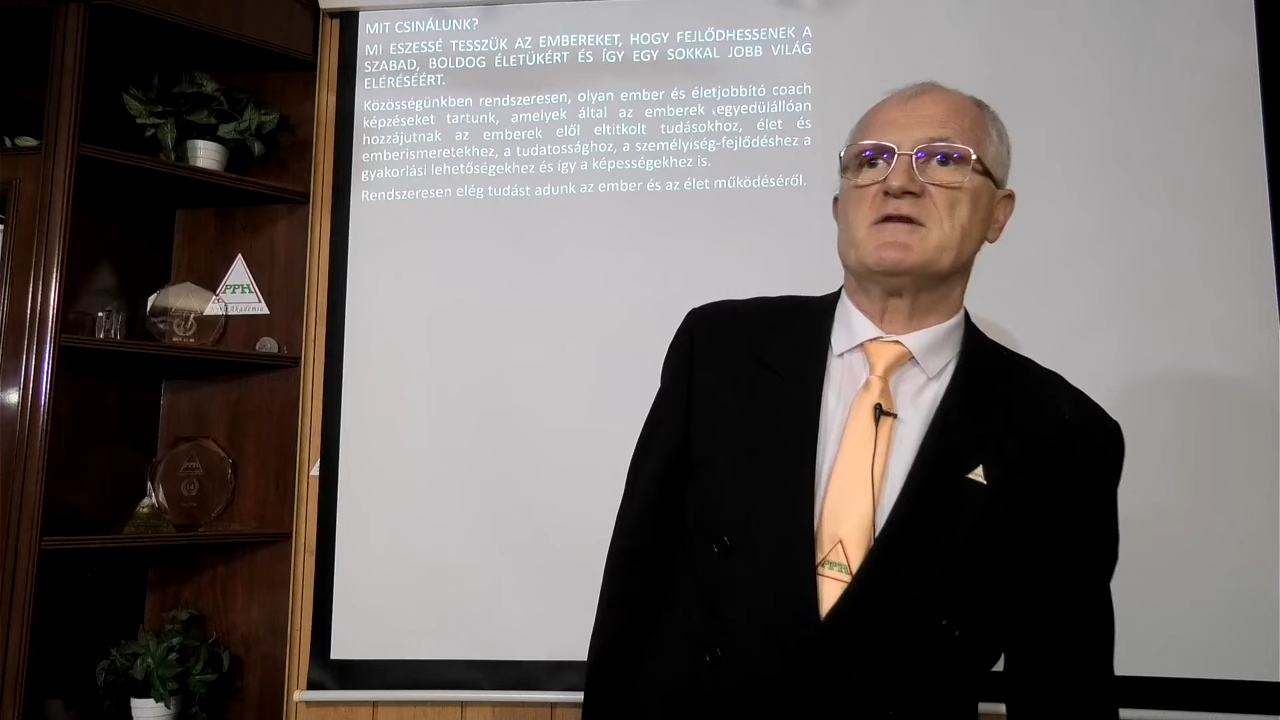 MIT CSINÁLUNK?
MI ESZESSÉ TESSZÜK AZ EMBEREKET, HOGY FEJLŐDHESSENEK A
SZABAD, BOLDOG ÉLETÜKÉRT ÉS ÍGY EGY SOKKAL JOBB VILÁG
ELÉRÉSÉÉRT.
Közösségünkben rendszeresen, olyan ember és életjobbító coach
képzéseket tartunk, amelyek által az emberek egyedülállóan
hozzájutnak az emberek elől eltitkolt tudásokhoz, élet és
emberismeretekhez, a tudatossághoz, a személyiség-fejlődéshez a
gyakorlási lehetőségekhez és így a képességekhez is.
Rendszeresen elég tudást adunk az ember és az élet működéséről.
PPH
Akadémia
PPH
PPH